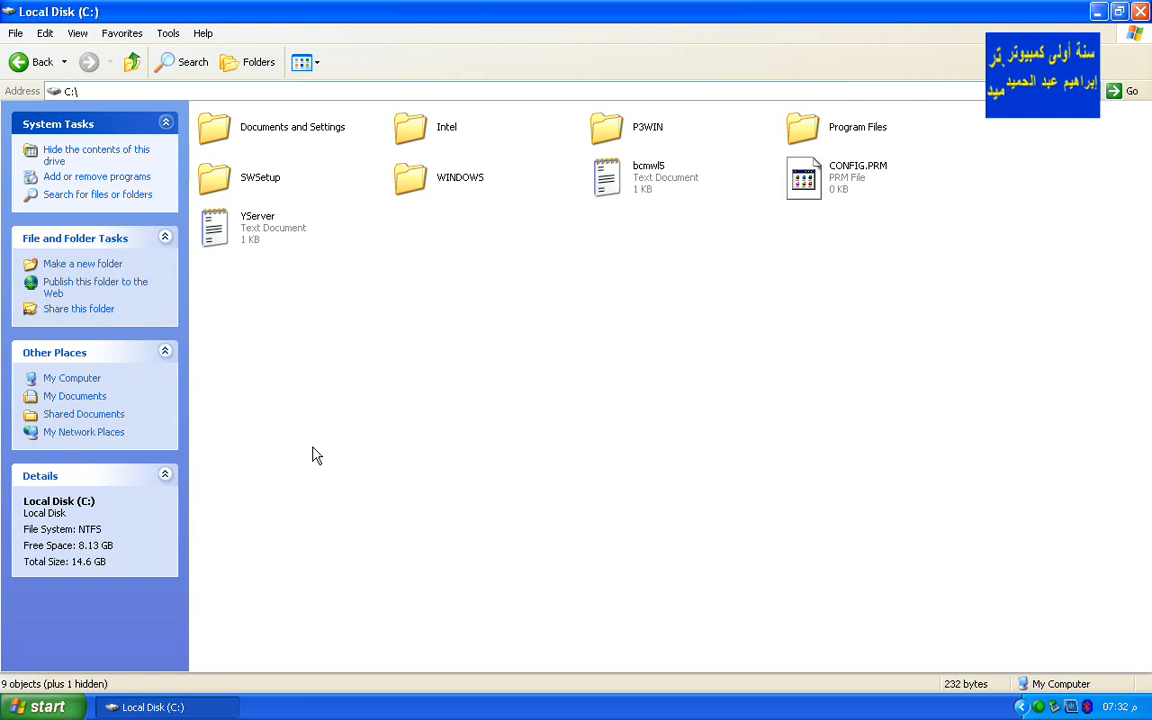 Local Disk (C:)
File Edit View Favorites Tools Help
Back Search Folders
سنة أولى كمبيوتر
إبراهيم عبد الحميد
Address C:\ Go
System Tasks
Hide the contents of this
drive
Add or remove programs
Search for files or folders
File and Folder Tasks
Make a new folder
Publish this folder to the
Web
Share this folder
Other Places
My Computer
My Documents
Shared Documents
My Network Places
Details
Local Disk (C:)
Local Disk
File System: NTFS
Free Space: 8.13 GB
Total Size: 14.6 GB
Documents and Settings
Intel
P3WIN
Program Files
SWSetup
WINDOWS
bcmwl5
Text Document
1 KB
CONFIG.PRM
PRM File
0 KB
YServer
Text Document
1 KB
9 objects (plus 1 hidden) 232 bytes My Computer
start Local Disk (C:) 07:32 م